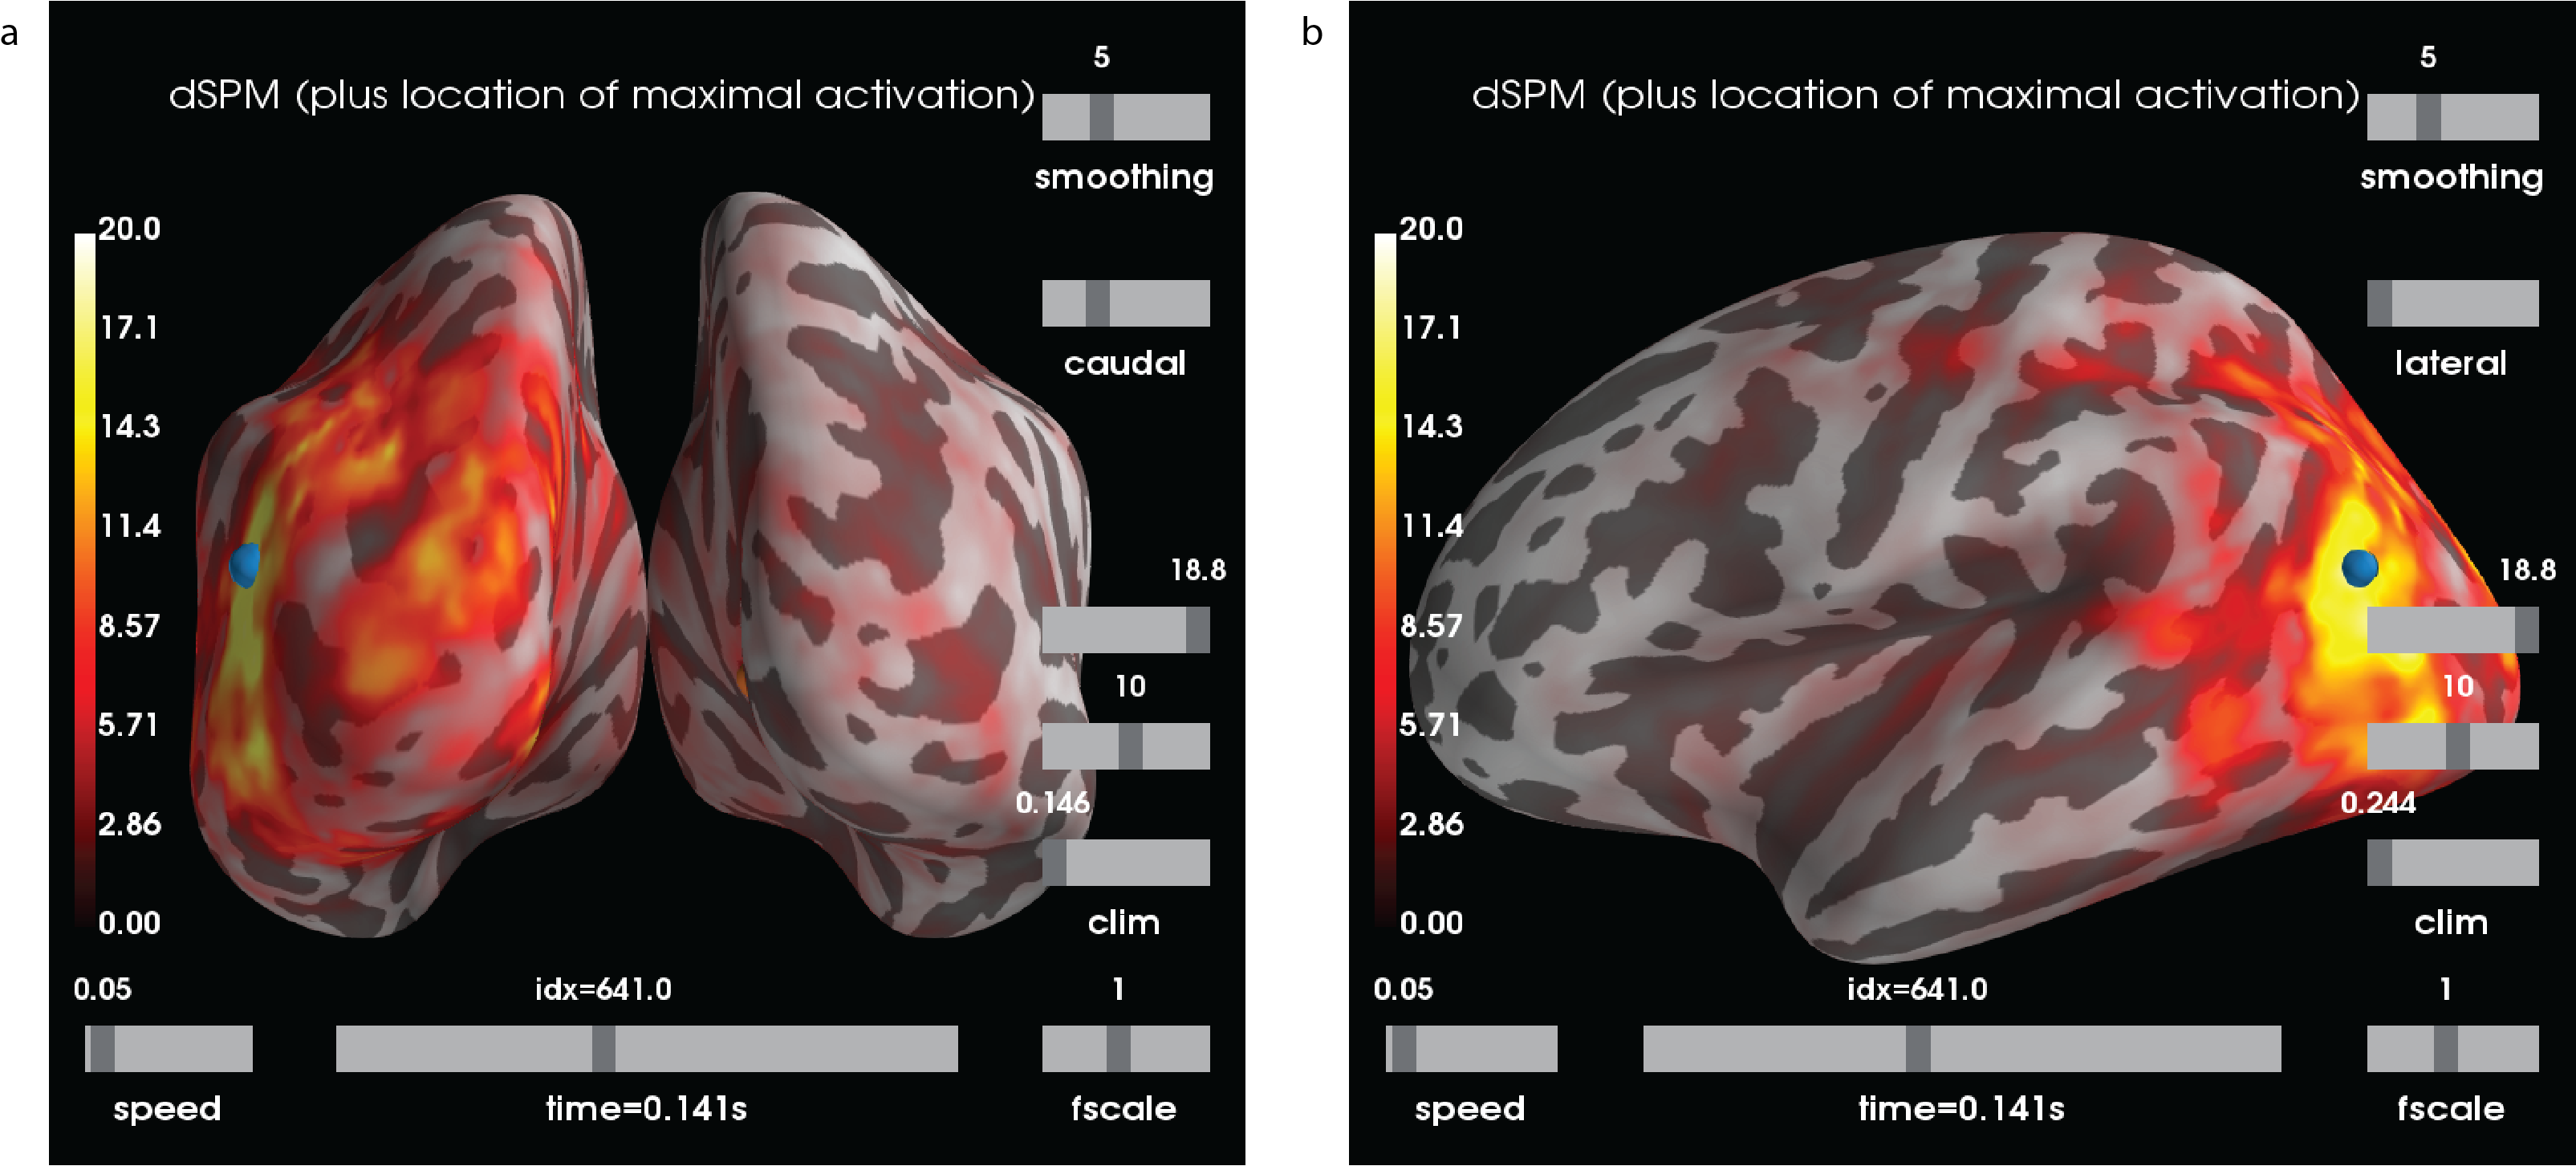 a
5
dSPM (plus location of maximal activation)
smoothing
20.0
17.1
caudal
14.3
11.4
18.8
8.57
10
5.71
0.146
2.86
0.00
clim
0.05
idx=641.0
1
speed
time=0.141s
fscale
b
5
dSPM (plus location of maximal activation)
smoothing
20.0
17.1
lateral
14.3
11.4
18.8
8.57
10
5.71
0.244
2.86
0.00
clim
0.05
idx=641.0
1
speed
time=0.141s
fscale